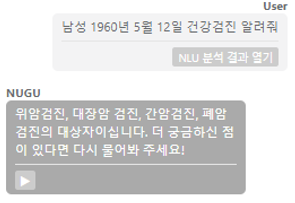 User
남성 1960년 5월 12일 건강검진 알려줘
NLU 분석 결과 열기
NUGU
위암검진, 대장암 검진, 간암검진, 폐암
검진의 대상자이십니다. 더 궁금하신 점
이 있다면 다시 물어봐 주세요!